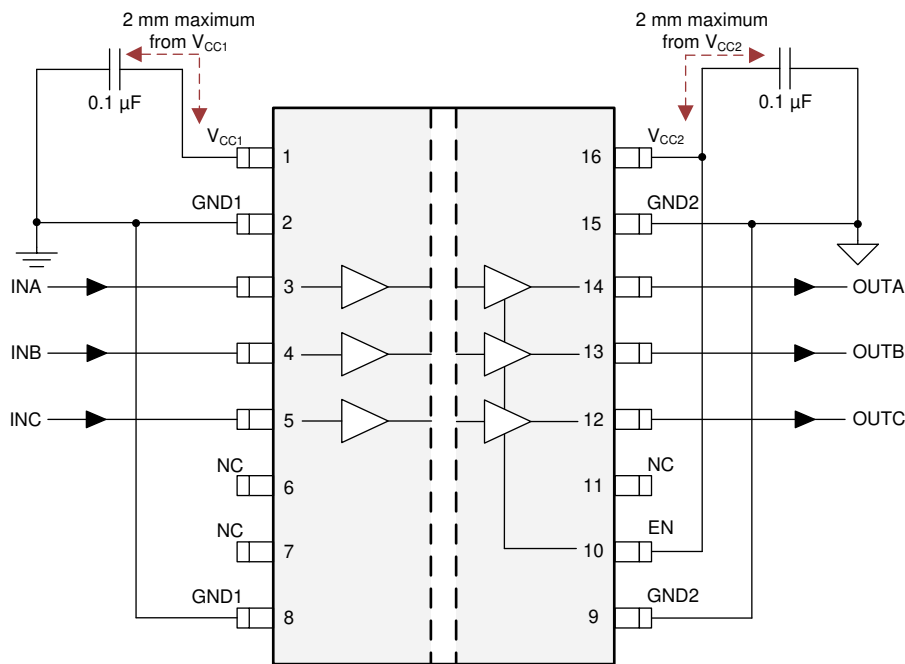 2 mm maximum
from VCC1
2 mm maximum
from VCC2
0.1 µF
0.1 µF
VCC1
1
16
VCC2
GND1
2
15
GND2
INA
3
14
OUTA
INB
4
13
OUTB
INC
5
12
OUTC
NC
6
11
NC
NC
7
10
EN
GND1
8
9
GND2